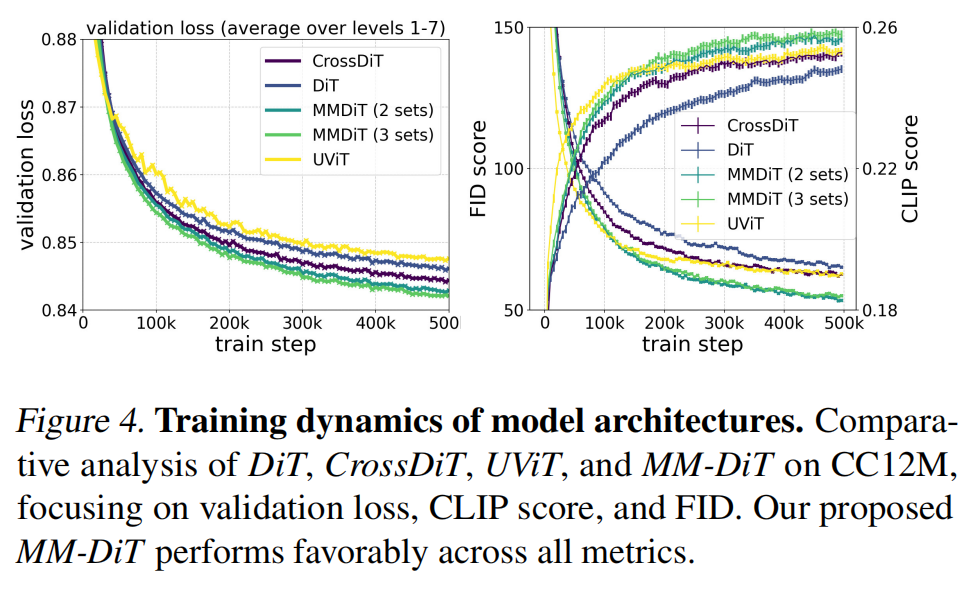 validation loss (average over levels 1-7)
0.88
0.87
0.86
0.85
0.84
validation loss
0
100k
200k
300k
400k
500k
train step
CrossDiT
DiT
MMDiT (2 sets)
MMDiT (3 sets)
UViT
150
100
50
FID score
0
100k
200k
300k
400k
500k
train step
0.26
0.22
0.18
CLIP score
CrossDiT
DiT
MMDiT (2 sets)
MMDiT (3 sets)
UViT
Figure 4. Training dynamics of model architectures. Compara-
tive analysis of DiT, CrossDiT, UViT, and MM-DiT on CC12M,
focusing on validation loss, CLIP score, and FID. Our proposed
MM-DiT performs favorably across all metrics.